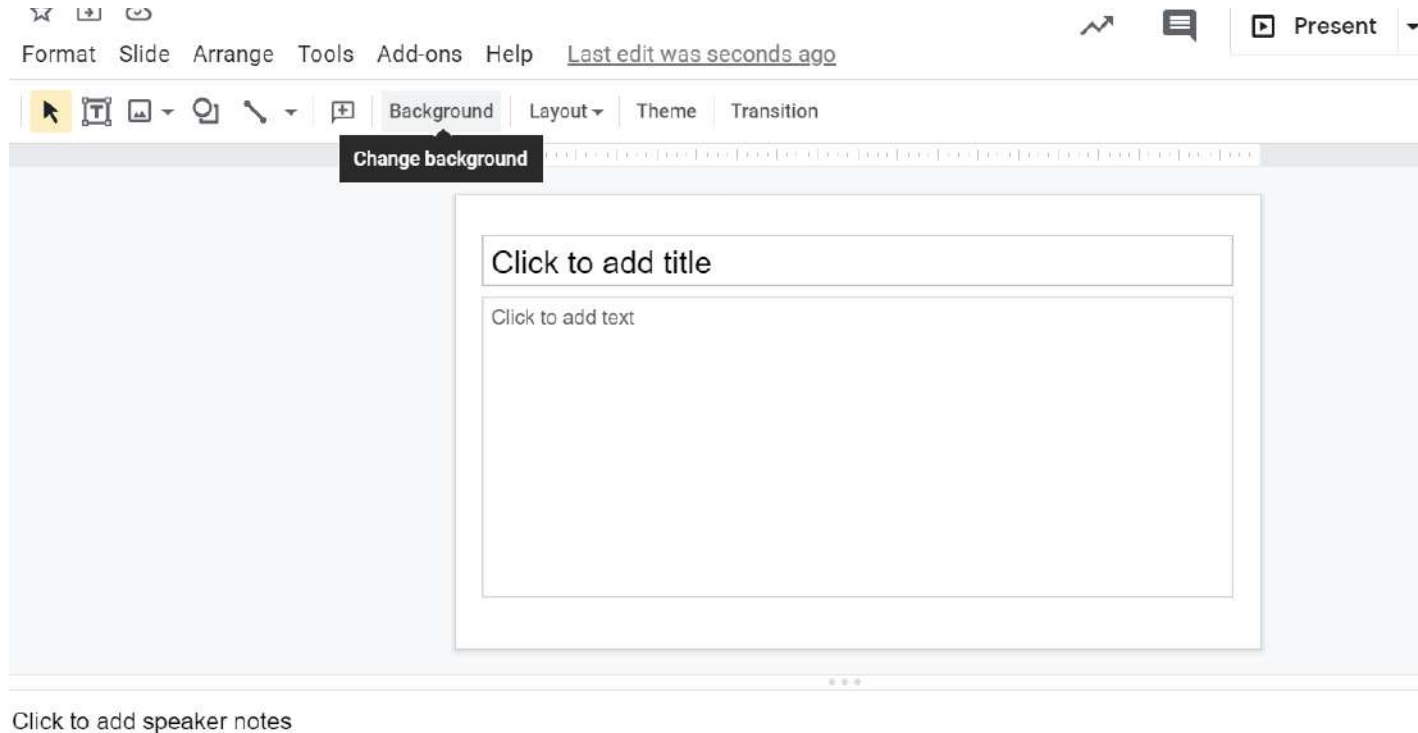 Present
Format Slide Arrange Tools Add-ons Help Last edit was seconds ago
Background Layout Theme Transition
Change background
Click to add title
Click to add text
Click to add speaker notes